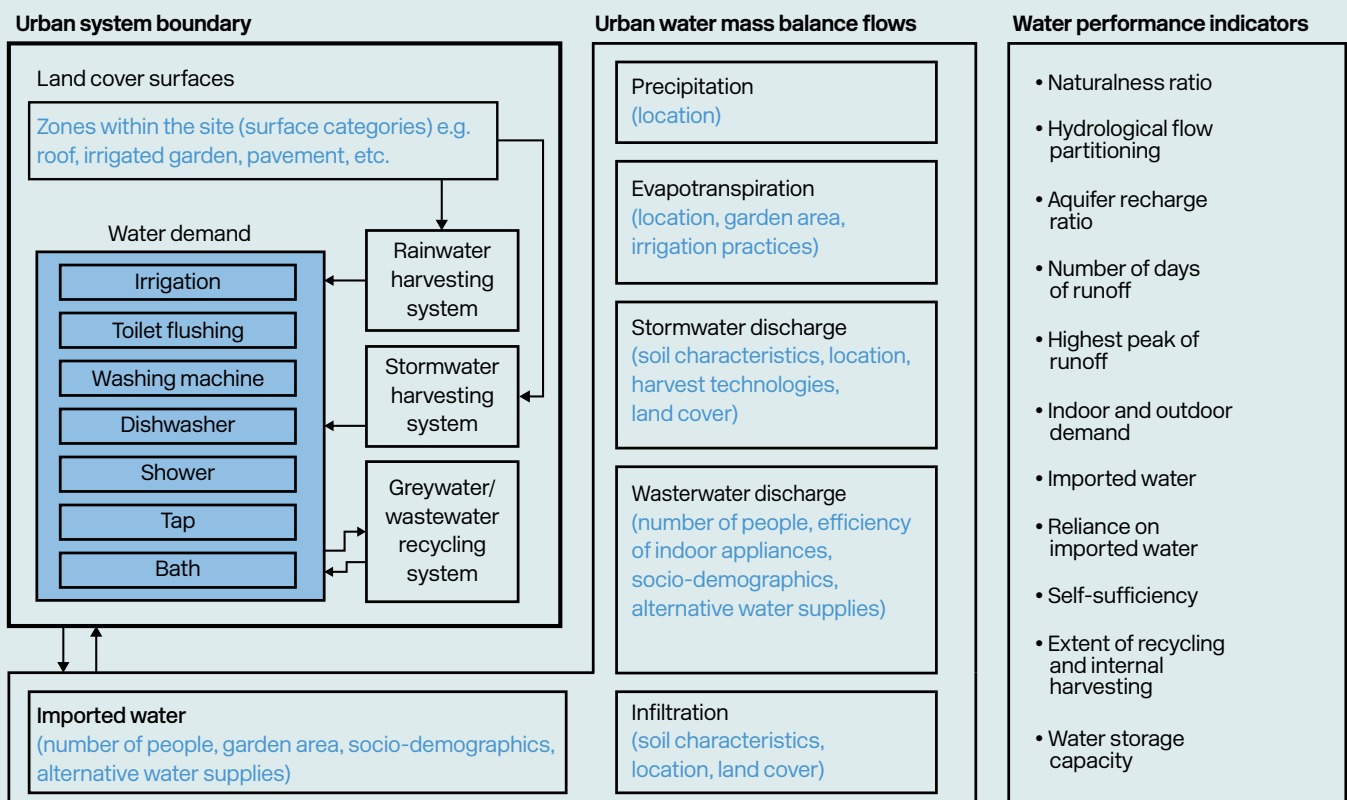 Urban system boundary
Land cover surfaces
Zones within the site (surface categories) e.g.
roof, irrigated garden, pavement, etc.
Water demand
Irrigation
Toilet flushing
Washing machine
Dishwasher
Shower
Tap
Bath
Rainwater
harvesting
system
Stormwater
harvesting
system
Greywater/
wastewater
recycling
system
Imported water
(number of people, garden area, socio-demographics,
alternative water supplies)
Urban water mass balance flows
Precipitation
(location)
Evapotranspiration
(location, garden area,
irrigation practices)
Stormwater discharge
(soil characteristics, location,
harvest technologies,
land cover)
Wasterwater discharge
(number of people, efficiency
of indoor appliances,
socio-demographics,
alternative water supplies)
Infiltration
(soil characteristics,
location, land cover)
Water performance indicators
• Naturalness ratio
• Hydrological flow
partitioning
• Aquifer recharge
ratio
• Number of days
of runoff
• Highest peak of
runoff
• Indoor and outdoor
demand
• Imported water
• Reliance on
imported water
• Self-sufficiency
• Extent of recycling
and internal
harvesting
• Water storage
capacity